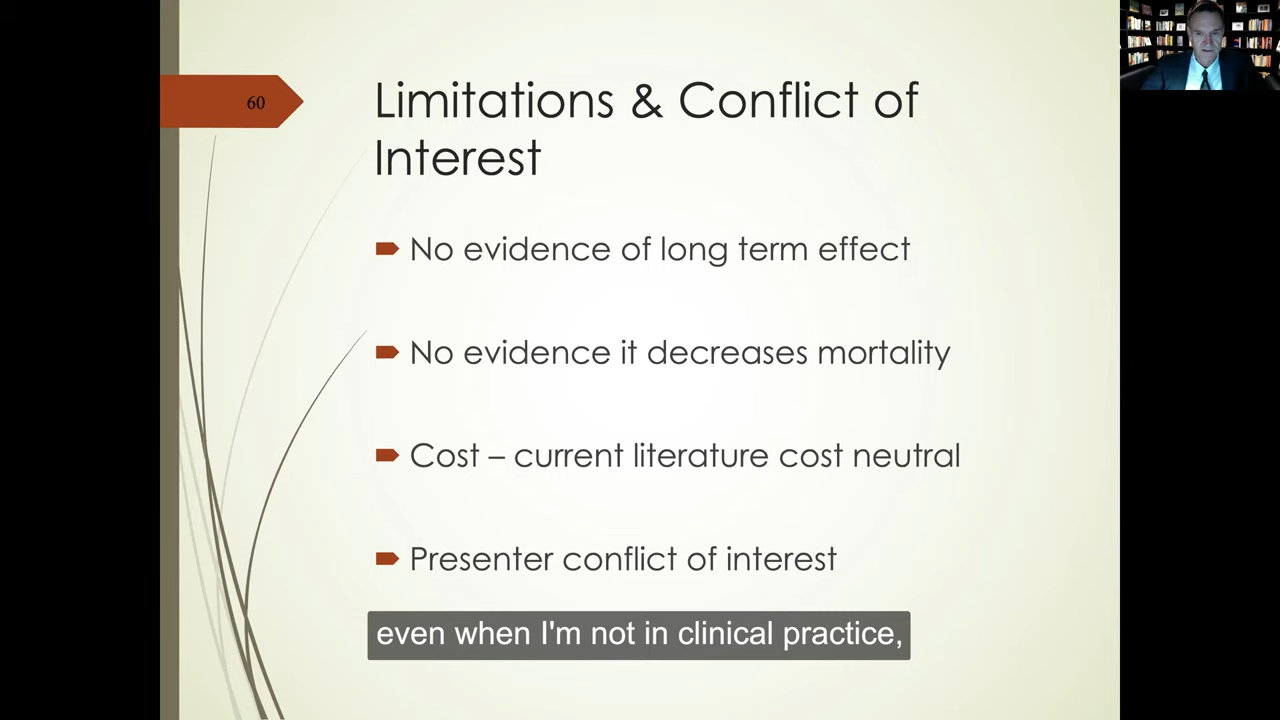 60
Limitations & Conflict of
Interest
No evidence of long term effect
No evidence it decreases mortality
Cost – current literature cost neutral
Presenter conflict of interest
even when I'm not in clinical practice,